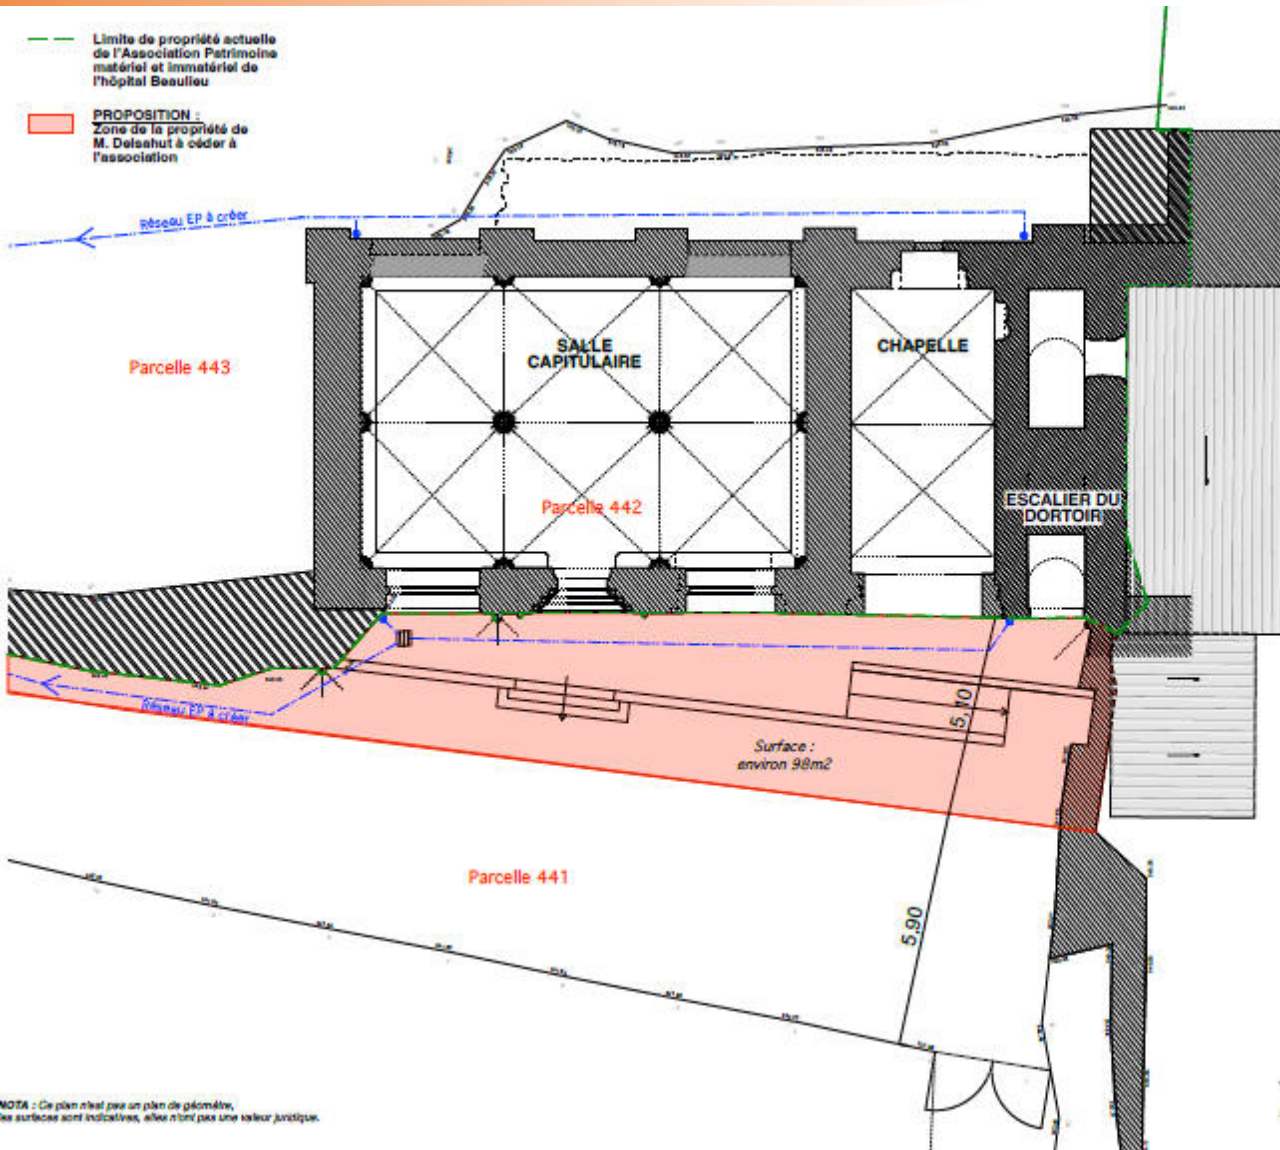 Limite de propriété actuelle
de l'Association Patrimoine
matériel et immatériel de
l'hôpital Beaulieu
PROPOSITION :
Zone de la propriété de
M. Delsahut à céder à
l'association
Réseau EP à créer
Parcelle 443
SALLE
CAPITULAIRE
CHAPELLE
Parcelle 442
ESCALIER DU
DORTOIR
Réseau EP à créer
5,10
Surface :
environ 98m2
Parcelle 441
5,90
NOTA : Ce plan n'est pas un plan de géomètre,
les surfaces sont indicatives, elles n'ont pas une valeur juridique.